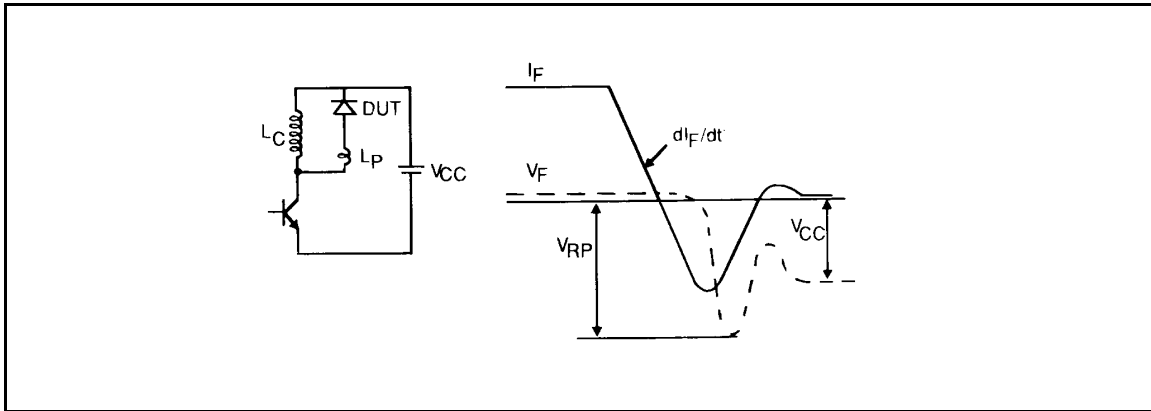 DUT
LC
LP
VCC
IF
dIF/dt
VF
VRP
VCC